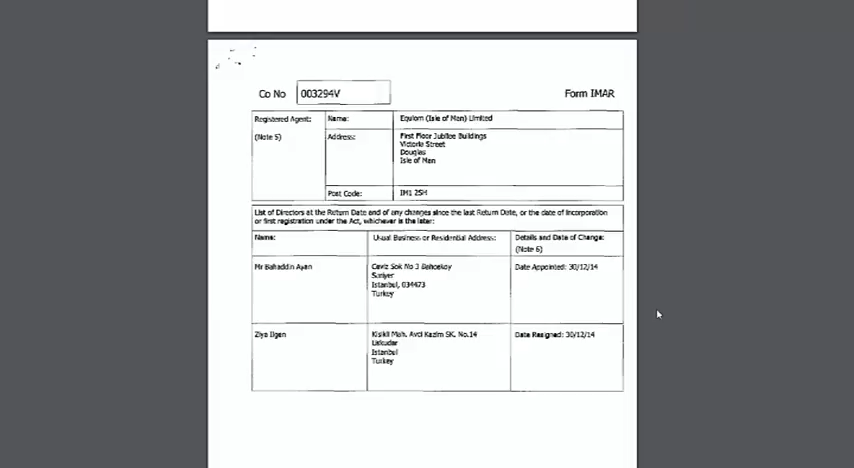 Co No 003294V Form IMAR
Registered Agent: Name: Equiom (Isle of Man) Limited
(Note 5) Address: First Floor Jubilee Buildings
Victoria Street
Douglas
Isle of Man
Post Code: IM1 2SH
List of Directors at the Return Date and of any changes since the last Return Date, or the date of incorporation
or first registration under the Act, whichever is the later:
Name: Usual Business or Residential Address: Details and Date of Change:
(Note 6)
Mr Bahaddin Ayan Ceviz Sok No 3 Bahcekoy Date Appointed: 30/12/14
Sariyer
Istanbul, 034473
Turkey
Ziya Ilgen Kisikli Mah. Avci Kazim SK. No.14 Date Resigned: 30/12/14
Uskudar
Istanbul
Turkey